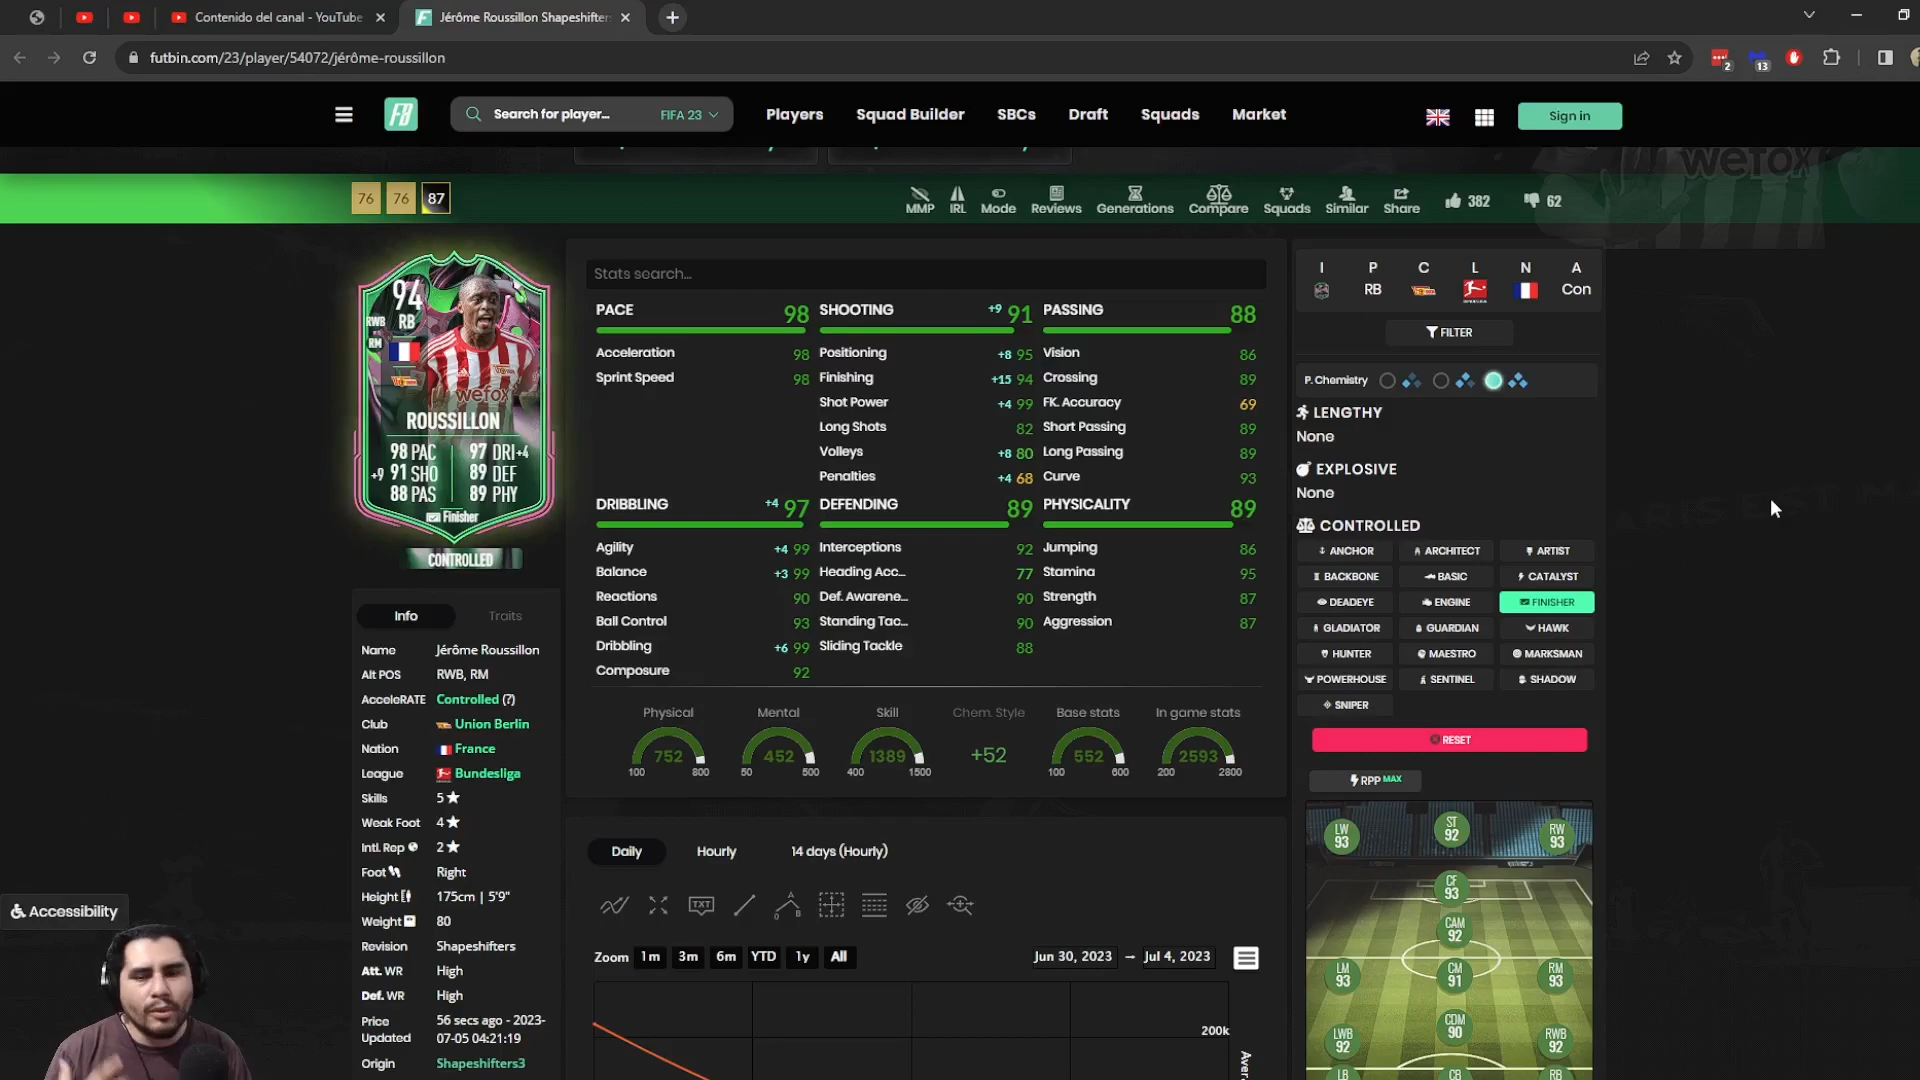 Contenido del canal - YouTube
Jérôme Roussillon Shapeshifter
futbin.com/23/player/54072/jérôme-roussillon
2
13
Search for player...
FIFA 23
Players
Squad Builder
SBCs
Draft
Squads
Market
Sign in
wefox
76
76
87
MMP
IRL
Mode
Reviews
Generations
Compare
Squads
Similar
Share
382
62
94
RB
RWB
RM
wefox
ROUSSILLON
98 PAC
97 DRI +4
+9 91 SHO
89 DEF
88 PAS
89 PHY
Finisher
CONTROLLED
Stats search...
PACE 98
Acceleration 98
Sprint Speed 98
SHOOTING +9 91
Positioning +8 95
Finishing +15 94
Shot Power +4 99
Long Shots 82
Volleys +8 80
Penalties +4 68
PASSING 88
Vision 86
Crossing 89
FK. Accuracy 69
Short Passing 89
Long Passing 89
Curve 93
DRIBBLING +4 97
Agility +4 99
Balance +3 99
Reactions 90
Ball Control 93
Dribbling +6 99
Composure 92
DEFENDING 89
Interceptions 92
Heading Acc... 77
Def. Awarene... 90
Standing Tac... 90
Sliding Tackle 88
PHYSICALITY 89
Jumping 86
Stamina 95
Strength 87
Aggression 87
Physical
752
100 800
Mental
452
50 500
Skill
1389
400 1500
Chem. Style
+52
Base stats
552
100 600
In game stats
2593
200 2800
I P C L N A
RB Con
FILTER
P. Chemistry
LENGTHY
None
EXPLOSIVE
None
CONTROLLED
ANCHOR ARCHITECT ARTIST
BACKBONE BASIC CATALYST
DEADEYE ENGINE FINISHER
GLADIATOR GUARDIAN HAWK
HUNTER MAESTRO MARKSMAN
POWERHOUSE SENTINEL SHADOW
SNIPER
RESET
RPP MAX
LW 93
ST 92
RW 93
CF 93
CAM 92
LM 93
CM 91
RM 93
LWB 92
CDM 90
RWB 92
LB
CB
RB
Info
Traits
Name Jérôme Roussillon
Alt POS RWB, RM
AcceleRATE Controlled (?)
Club Union Berlin
Nation France
League Bundesliga
Skills 5
Weak Foot 4
Intl. Rep 2
Foot Right
Height 175cm | 5'9"
Weight 80
Revision Shapeshifters
Att. WR High
Def. WR High
Price Updated 56 secs ago - 2023-07-05 04:21:19
Origin Shapeshifters3
Accessibility
Daily
Hourly
14 days (Hourly)
TXT
Zoom 1m 3m 6m YTD 1y All
Jun 30, 2023 → Jul 4, 2023
200k